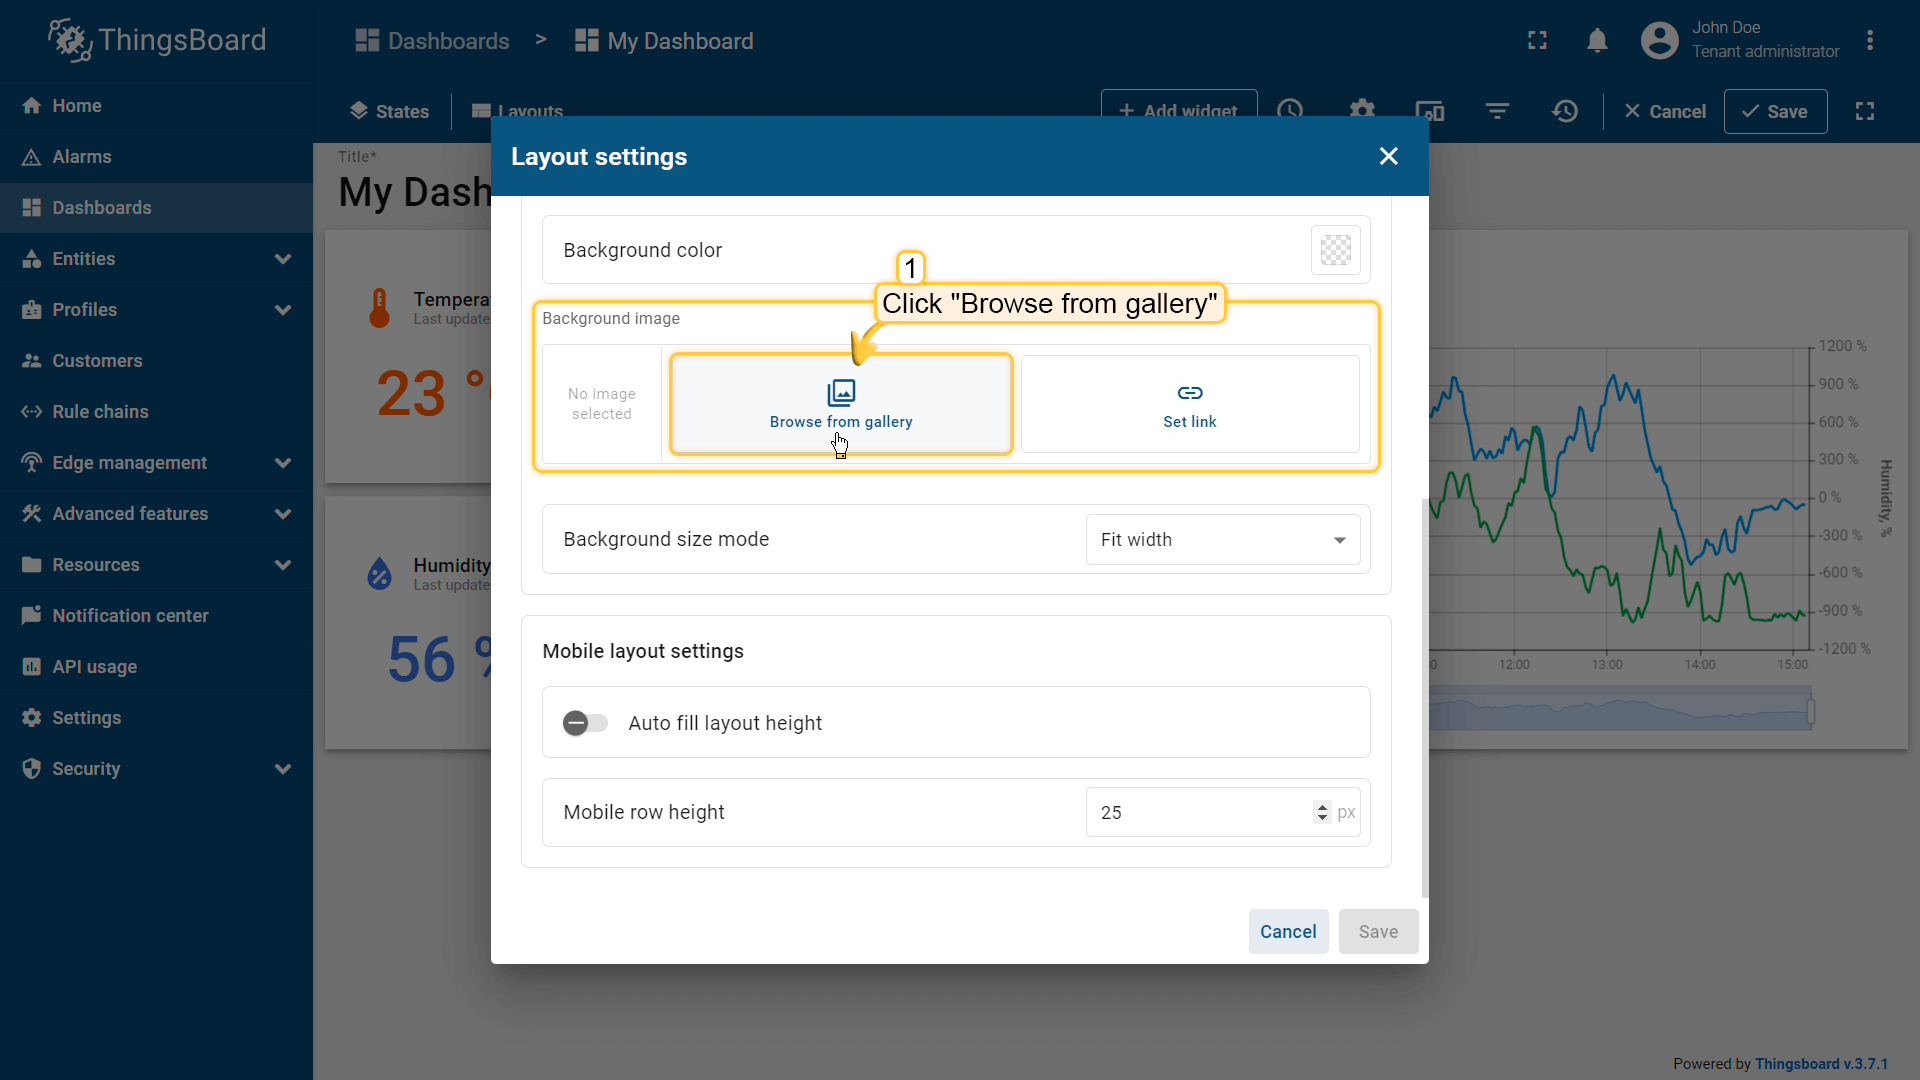 ThingsBoard
Dashboards > My Dashboard
John Doe
Tenant administrator
Home
Alarms
Dashboards
Entities
Profiles
Customers
Rule chains
Edge management
Advanced features
Resources
Notification center
API usage
Settings
Security
States
Layouts
+ Add widget
Cancel
Save
Title*
My Dash
Tempera
Last update
23 °
Humidity
Last update
56 %
Layout settings
Background color
1
Click "Browse from gallery"
Background image
No image
selected
Browse from gallery
Set link
Background size mode
Fit width
Mobile layout settings
Auto fill layout height
Mobile row height
25
px
Cancel
Save
1200 %
900 %
600 %
300 %
0 %
-300 %
-600 %
-900 %
-1200 %
Humidity, %
0
12:00
13:00
14:00
15:00
Powered by Thingsboard v.3.7.1